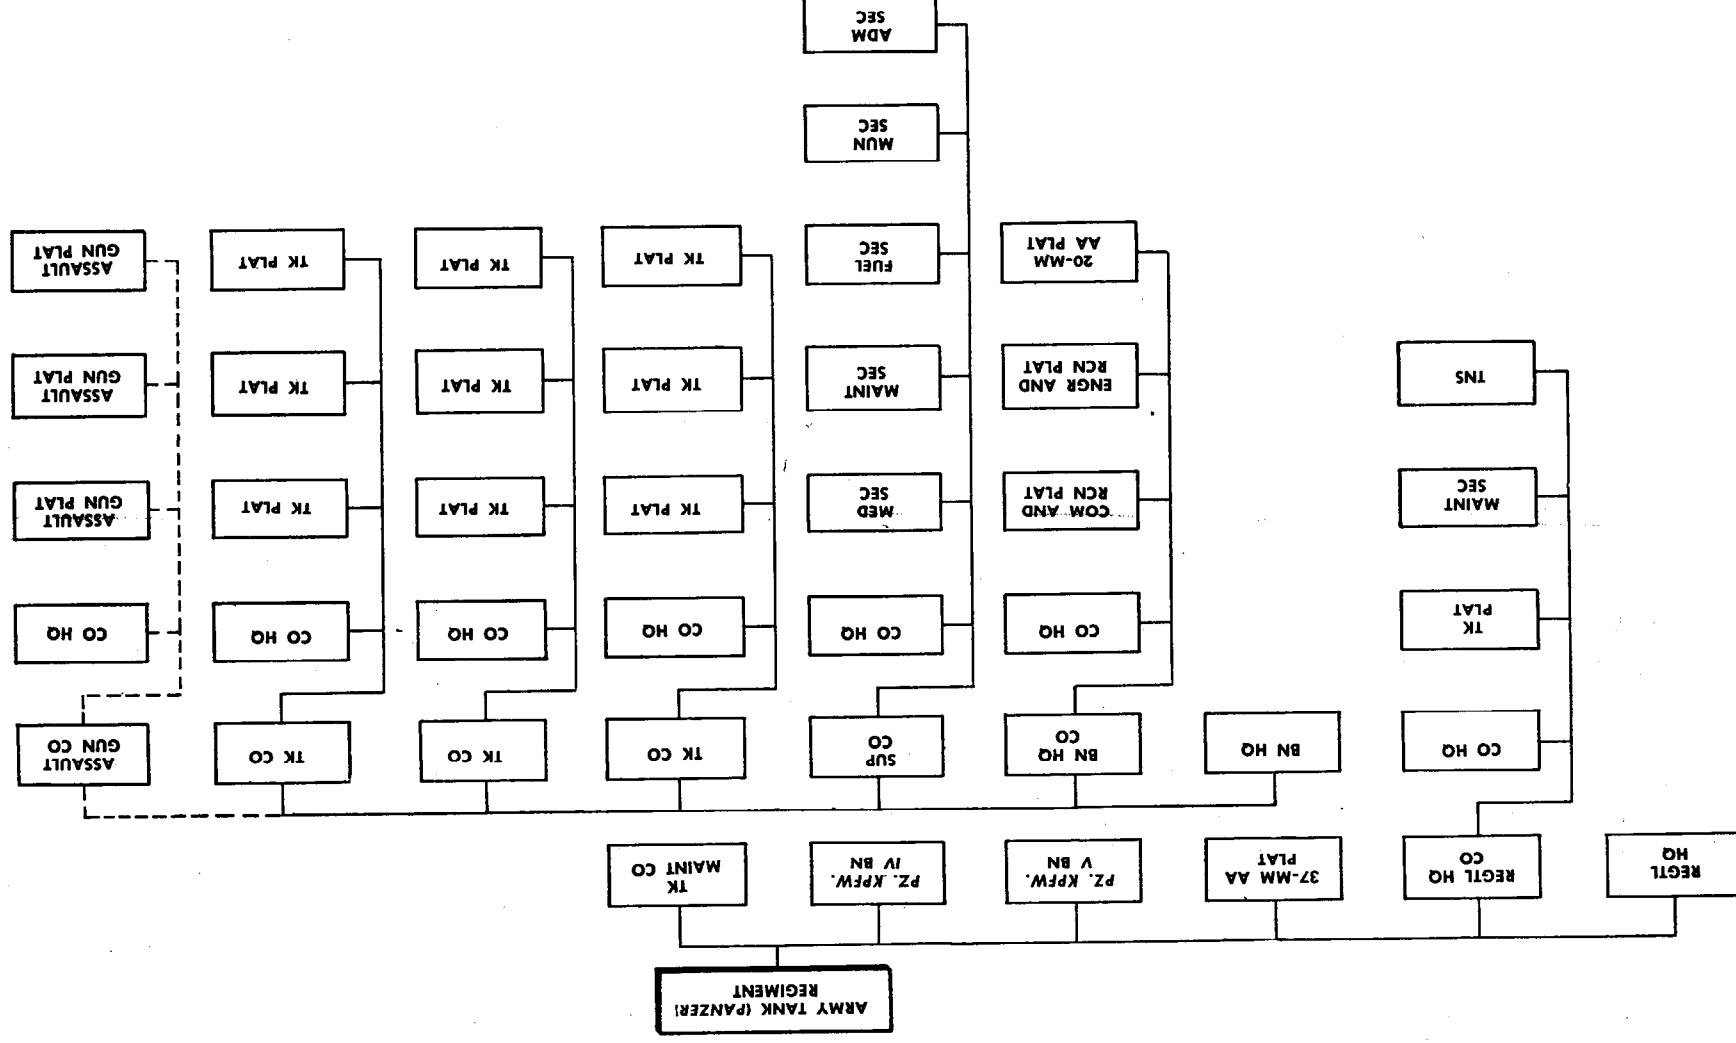 ARMY TANK (PANZER)
REGIMENT
REGTL
HQ
REGTL HQ
CO
37-MM AA
PLAT
PZ. KPFW.
V BN
PZ. KPFW.
IV BN
TK
MAINT CO
CO HQ
BN HQ
BN HQ
CO
SUP
CO
TK CO
TK CO
TK CO
ASSAULT
GUN CO
TK
PLAT
CO HQ
CO HQ
CO HQ
CO HQ
CO HQ
CO HQ
MAINT
SEC
COM AND
RCN PLAT
MED
SEC
TK PLAT
TK PLAT
TK PLAT
ASSAULT
GUN PLAT
TNS
ENGR AND
RCN PLAT
MAINT
SEC
TK PLAT
TK PLAT
TK PLAT
ASSAULT
GUN PLAT
20-MM
AA PLAT
FUEL
SEC
TK PLAT
TK PLAT
TK PLAT
ASSAULT
GUN PLAT
MUN
SEC
ADM
SEC